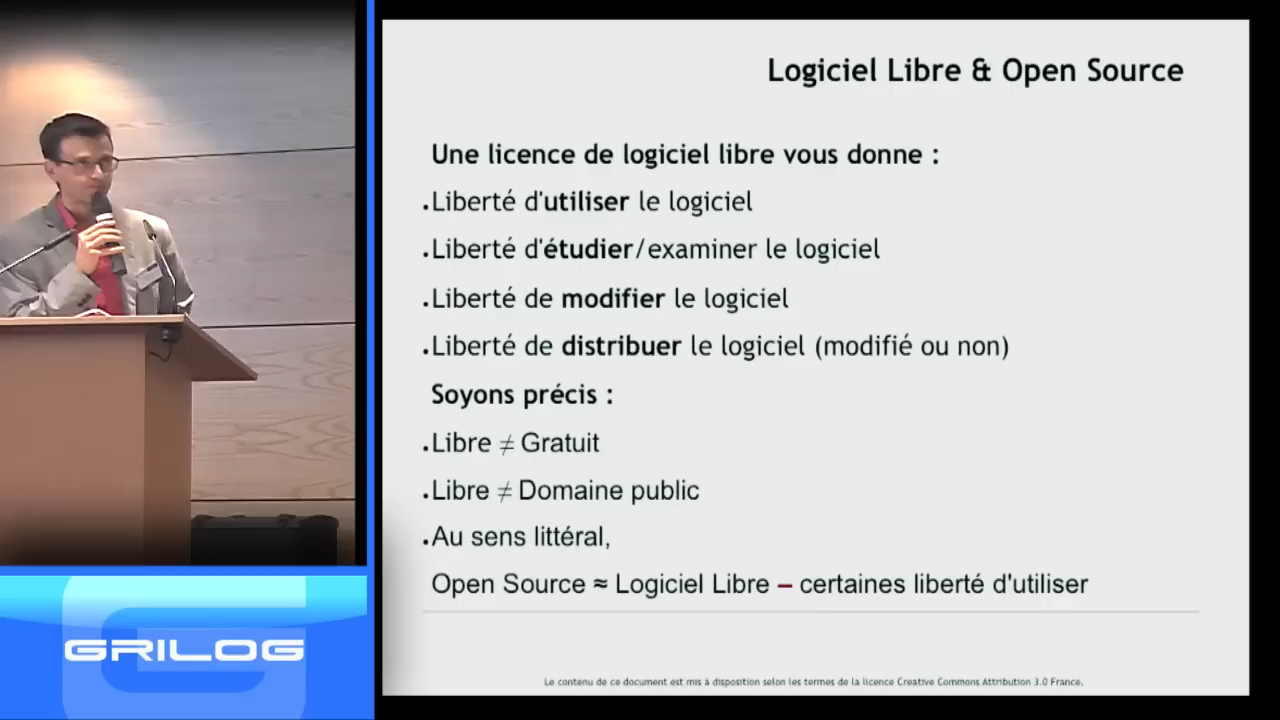 Logiciel Libre & Open Source
Une licence de logiciel libre vous donne :
.Liberté d'utiliser le logiciel
.Liberté d'étudier/examiner le logiciel
.Liberté de modifier le logiciel
.Liberté de distribuer le logiciel (modifié ou non)
Soyons précis :
.Libre ≠ Gratuit
.Libre ≠ Domaine public
.Au sens littéral,
Open Source ≈ Logiciel Libre – certaines liberté d'utiliser
Le contenu de ce document est mis à disposition selon les termes de la licence Creative Commons Attribution 3.0 France.
GRILOG